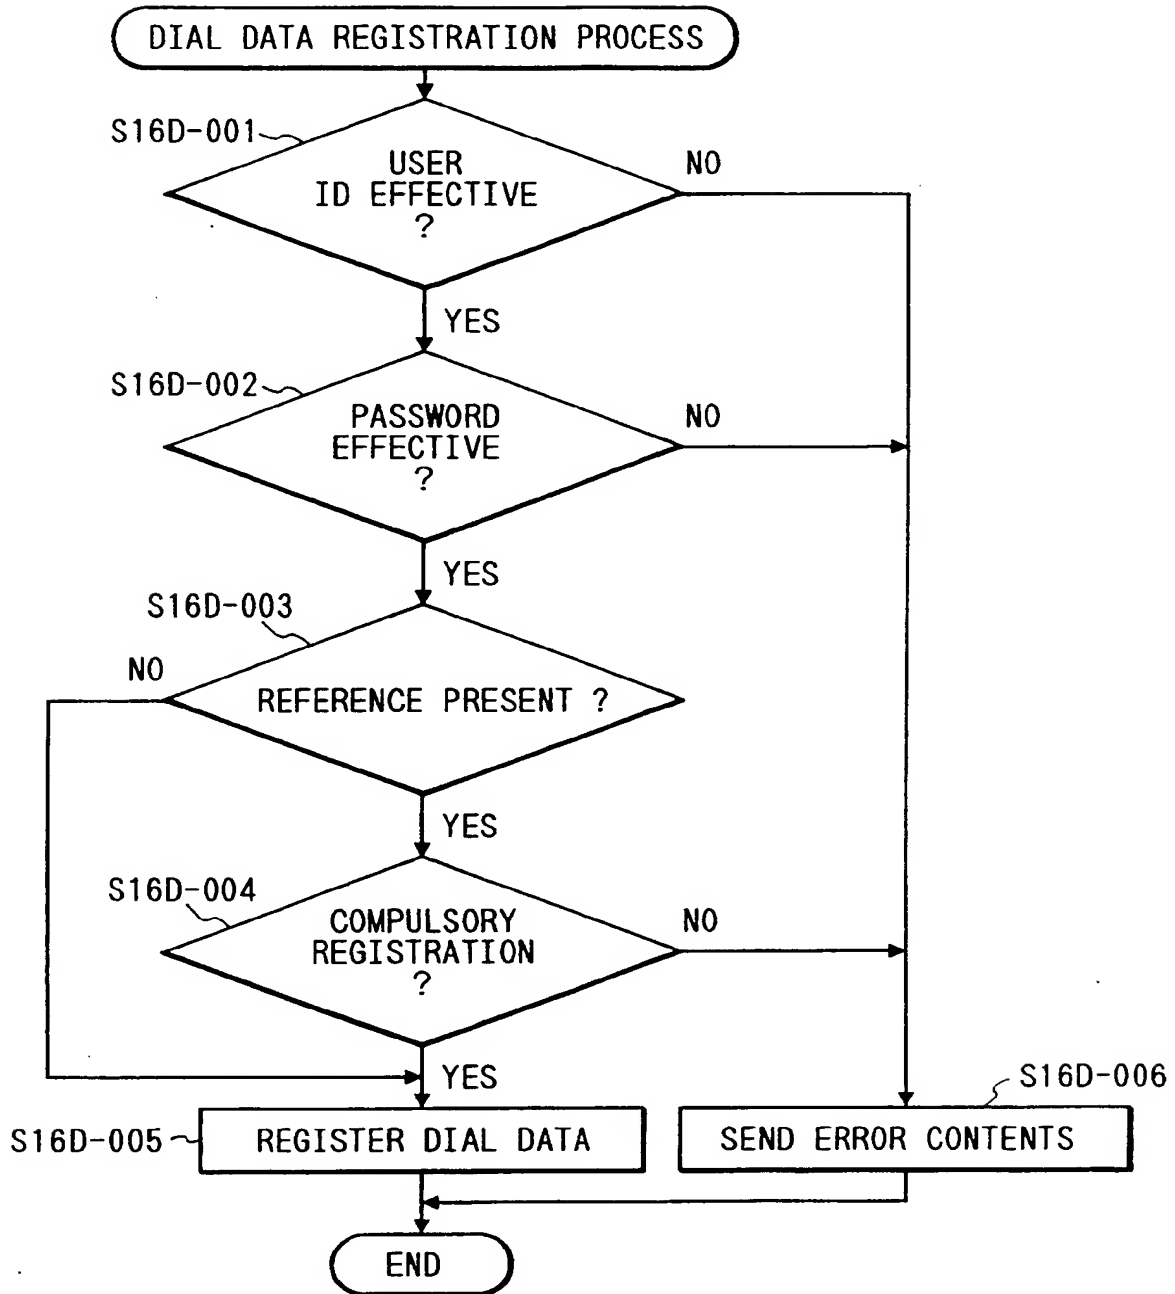 DIAL DATA REGISTRATION PROCESS
S16D-001
USER
ID EFFECTIVE
?
NO
YES
S16D-002
PASSWORD
EFFECTIVE
?
NO
YES
S16D-003
NO
REFERENCE PRESENT ?
YES
S16D-004
COMPULSORY
REGISTRATION
?
NO
YES
S16D-006
S16D-005
REGISTER DIAL DATA
SEND ERROR CONTENTS
END